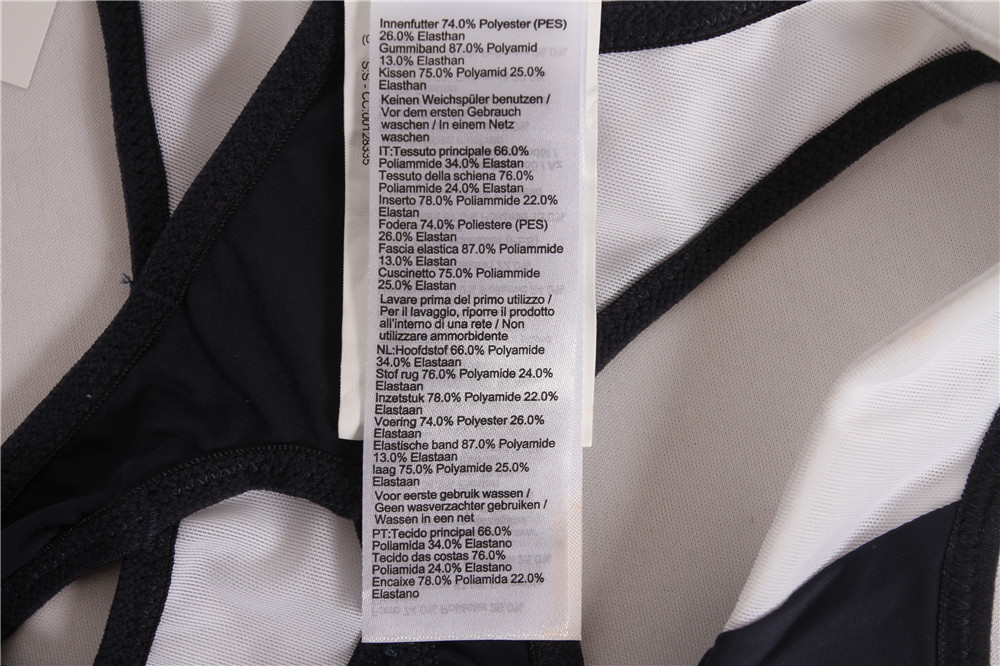 Innenfutter 74.0% Polyester (PES)
26.0% Elasthan
Gummiband 87.0% Polyamid
13.0% Elasthan
Kissen 75.0% Polyamid 25.0%
Elasthan
Keinen Weichspüler benutzen /
Vor dem ersten Gebrauch
waschen / In einem Netz
waschen
IT:Tessuto principale 66.0%
Poliammide 34.0% Elastan
Tessuto della schiena 76.0%
Poliammide 24.0% Elastan
Inserto 78.0% Poliammide 22.0%
Elastan
Fodera 74.0% Poliestere (PES)
26.0% Elastan
Fascia elastica 87.0% Poliammide
13.0% Elastan
Cuscinetto 75.0% Poliammide
25.0% Elastan
Lavare prima del primo utilizzo /
Per il lavaggio, riporre il prodotto
all'interno di una rete / Non
utilizzare ammorbidente
NL:Hoofdstof 66.0% Polyamide
34.0% Elastaan
Stof rug 76.0% Polyamide 24.0%
Elastaan
Inzetstuk 78.0% Polyamide 22.0%
Elastaan
Voering 74.0% Polyester 26.0%
Elastaan
Elastische band 87.0% Polyamide
13.0% Elastaan
laag 75.0% Polyamide 25.0%
Elastaan
Voor eerste gebruik wassen /
Geen wasverzachter gebruiken /
Wassen in een net
PT:Tecido principal 66.0%
Poliamida 34.0% Elastano
Tecido das costas 76.0%
Poliamida 24.0% Elastano
Encaixe 78.0% Poliamida 22.0%
Elastano